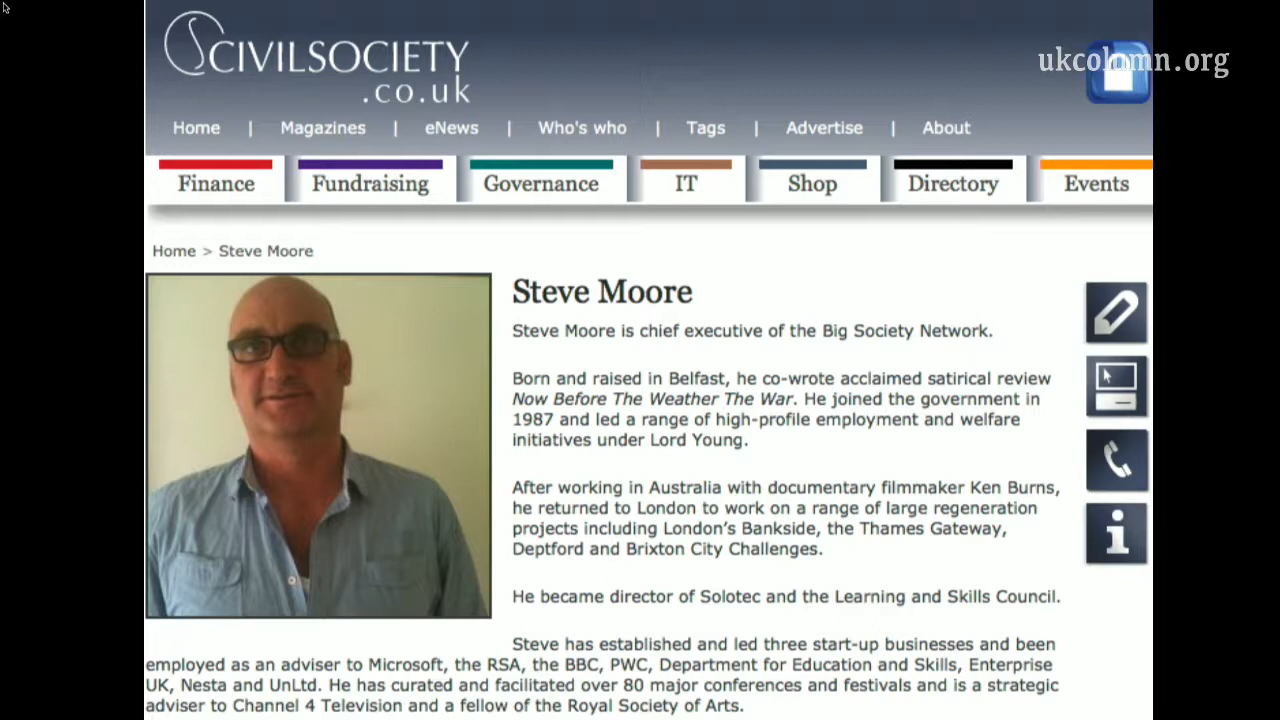 CIVILSOCIETY
.co.uk
ukcolumn.org
Home | Magazines | eNews | Who's who | Tags | Advertise | About
Finance Fundraising Governance IT Shop Directory Events
Home > Steve Moore
Steve Moore
Steve Moore is chief executive of the Big Society Network.
Born and raised in Belfast, he co-wrote acclaimed satirical review
Now Before The Weather The War. He joined the government in
1987 and led a range of high-profile employment and welfare
initiatives under Lord Young.
After working in Australia with documentary filmmaker Ken Burns,
he returned to London to work on a range of large regeneration
projects including London's Bankside, the Thames Gateway,
Deptford and Brixton City Challenges.
He became director of Solotec and the Learning and Skills Council.
Steve has established and led three start-up businesses and been
employed as an adviser to Microsoft, the RSA, the BBC, PWC, Department for Education and Skills, Enterprise
UK, Nesta and UnLtd. He has curated and facilitated over 80 major conferences and festivals and is a strategic
adviser to Channel 4 Television and a fellow of the Royal Society of Arts.